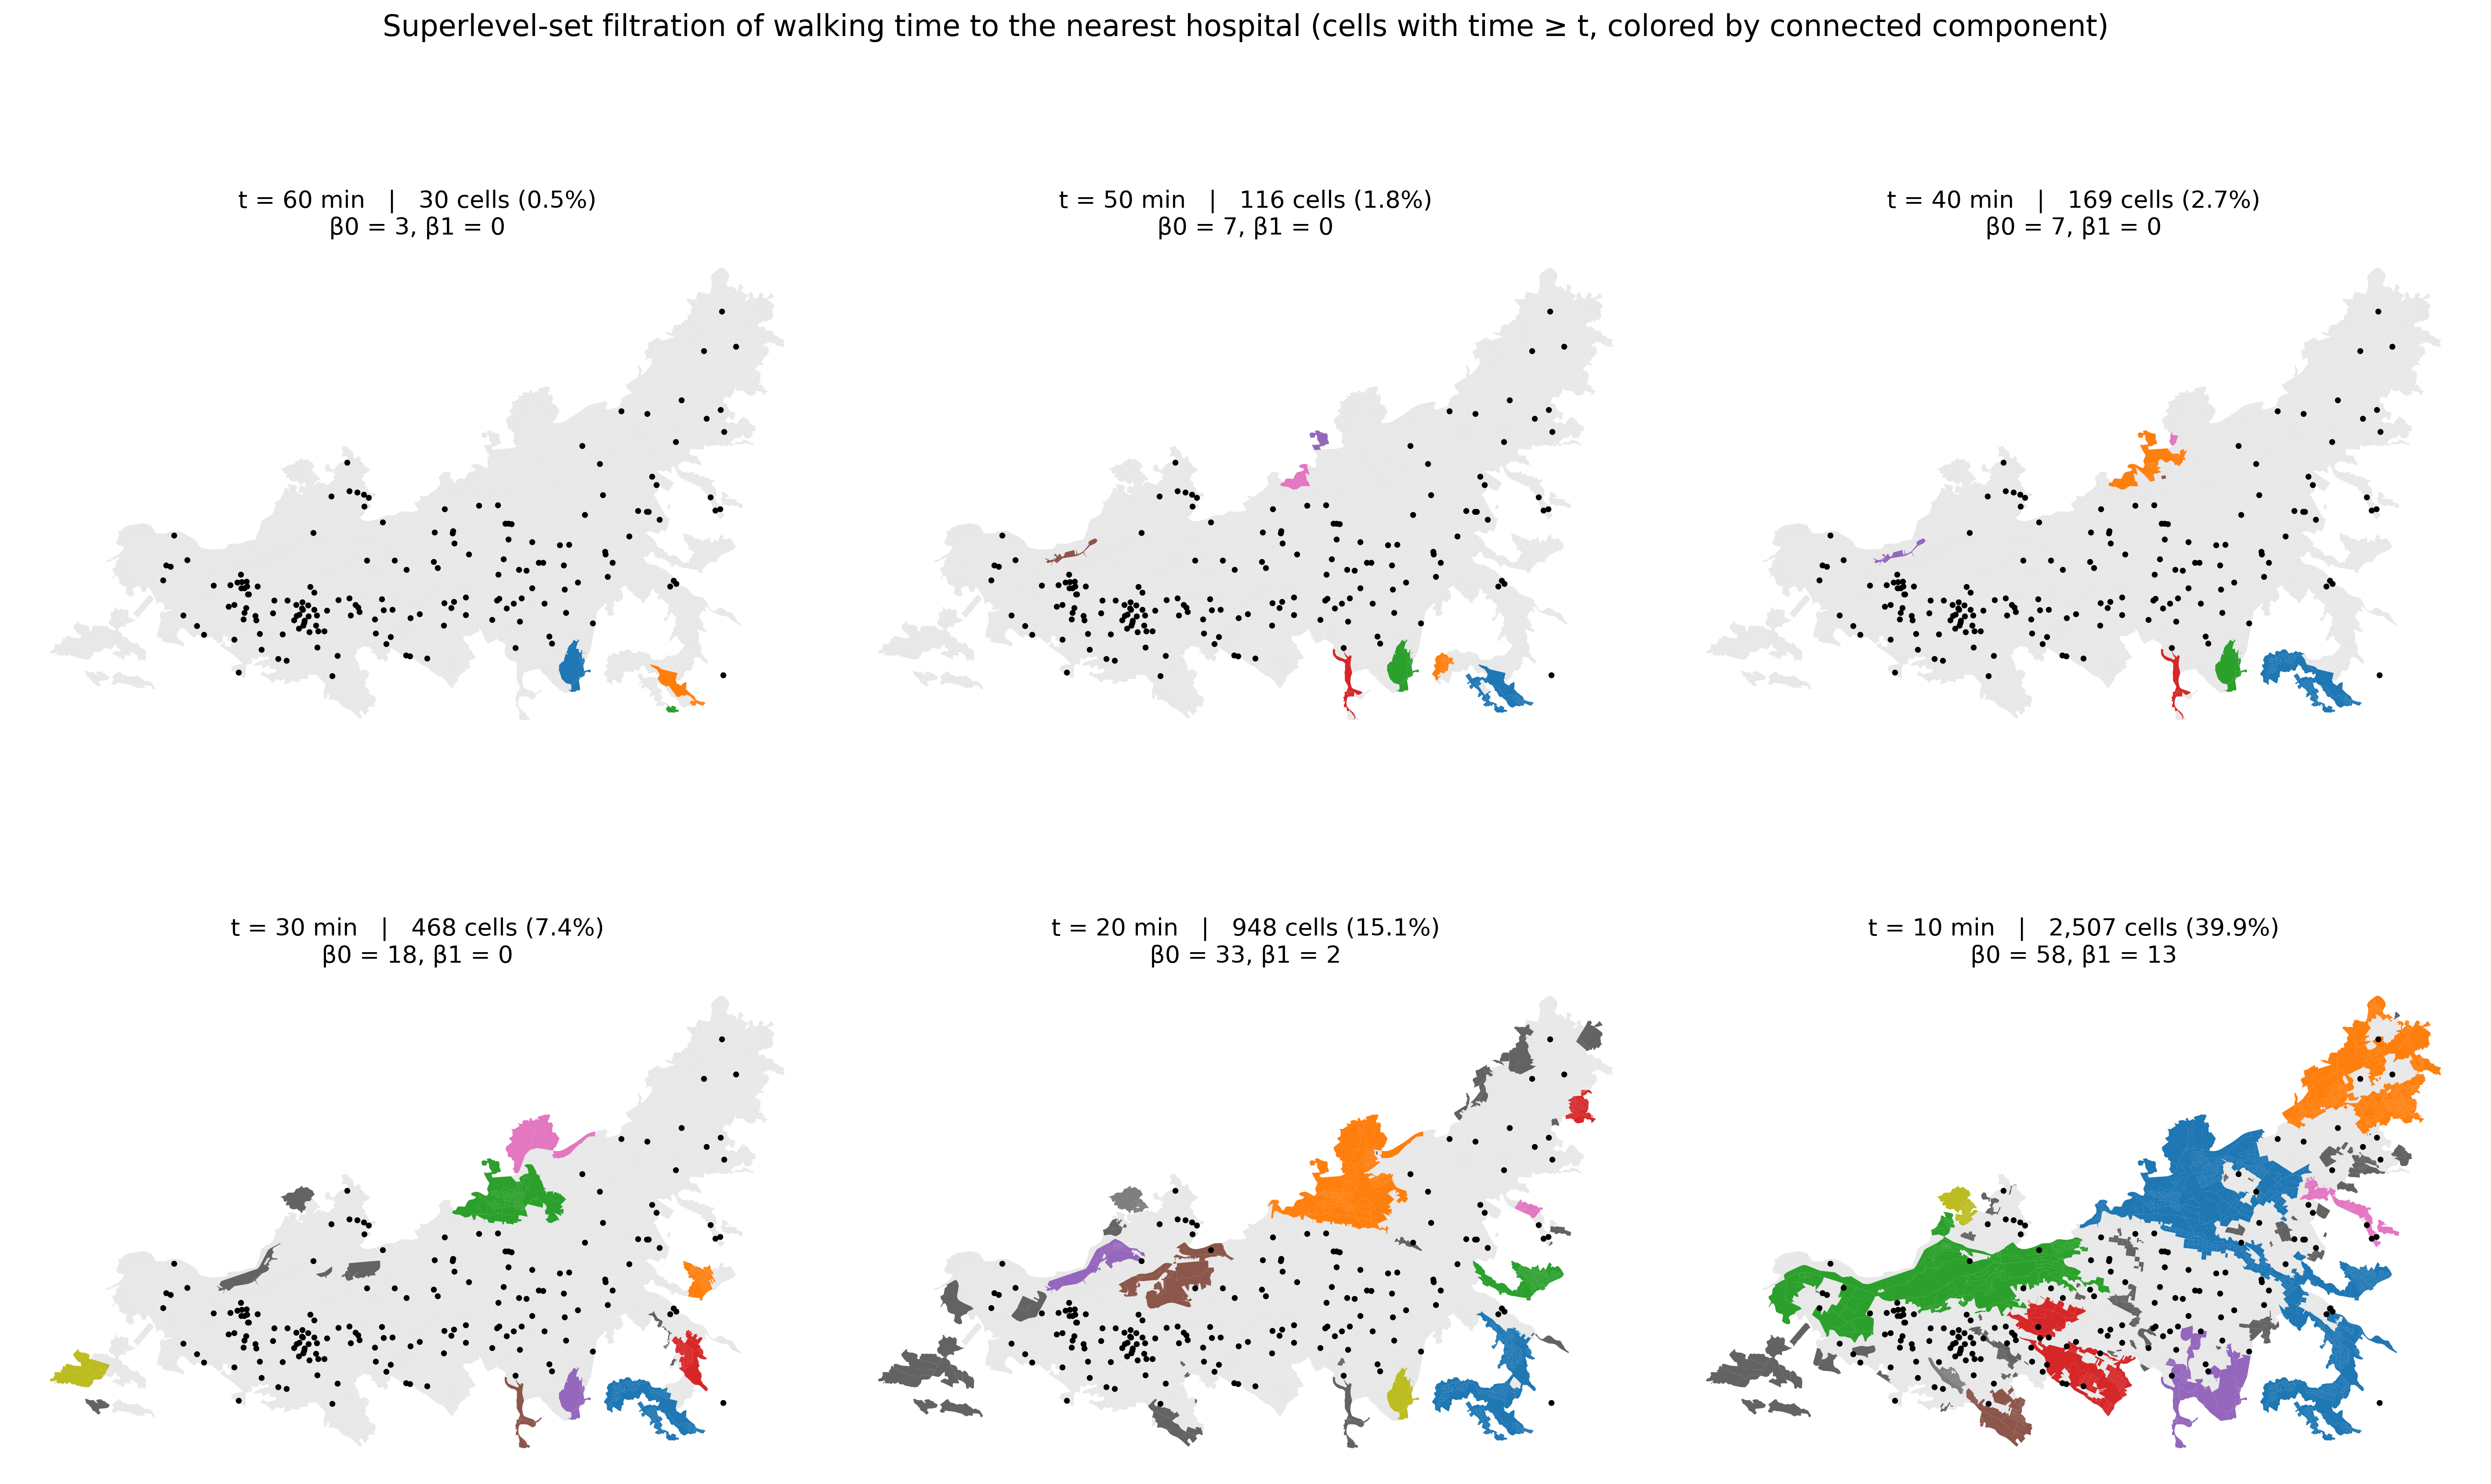 Superlevel-set filtration of walking time to the nearest hospital (cells with time ≥ t, colored by connected component)
t = 60 min | 30 cells (0.5%)
β0 = 3, β1 = 0
t = 50 min | 116 cells (1.8%)
β0 = 7, β1 = 0
t = 40 min | 169 cells (2.7%)
β0 = 7, β1 = 0
t = 30 min | 468 cells (7.4%)
β0 = 18, β1 = 0
t = 20 min | 948 cells (15.1%)
β0 = 33, β1 = 2
t = 10 min | 2,507 cells (39.9%)
β0 = 58, β1 = 13